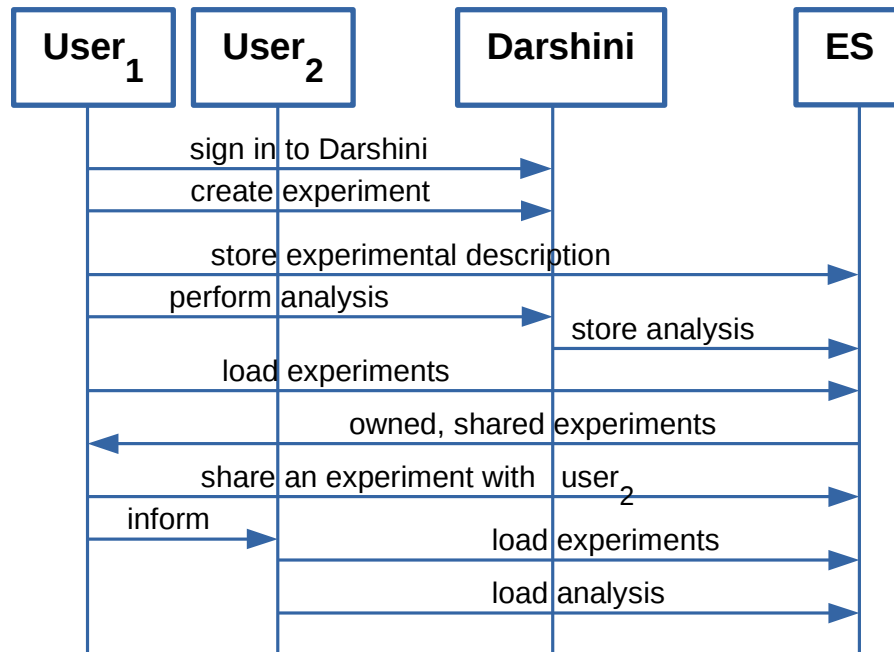 User1 User2 Darshini ES
sign in to Darshini
create experiment
store experimental description
perform analysis
store analysis
load experiments
owned, shared experiments
share an experiment with user2
inform
load experiments
load analysis